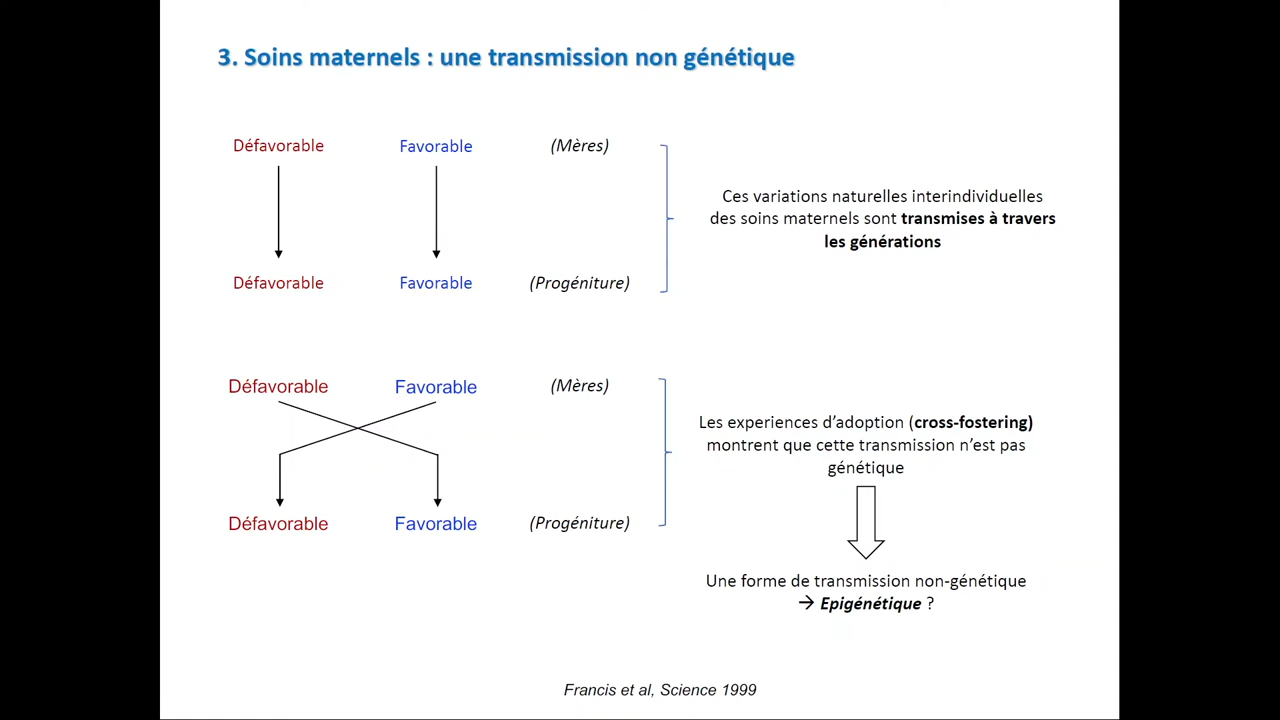 3. Soins maternels : une transmission non génétique
Défavorable Favorable (Mères)
Ces variations naturelles interindividuelles
des soins maternels sont transmises à travers
les générations
Défavorable Favorable (Progéniture)
Défavorable Favorable (Mères)
Les experiences d’adoption (cross-fostering)
montrent que cette transmission n’est pas
génétique
Défavorable Favorable (Progéniture)
Une forme de transmission non-génétique
→ Epigénétique ?
Francis et al, Science 1999